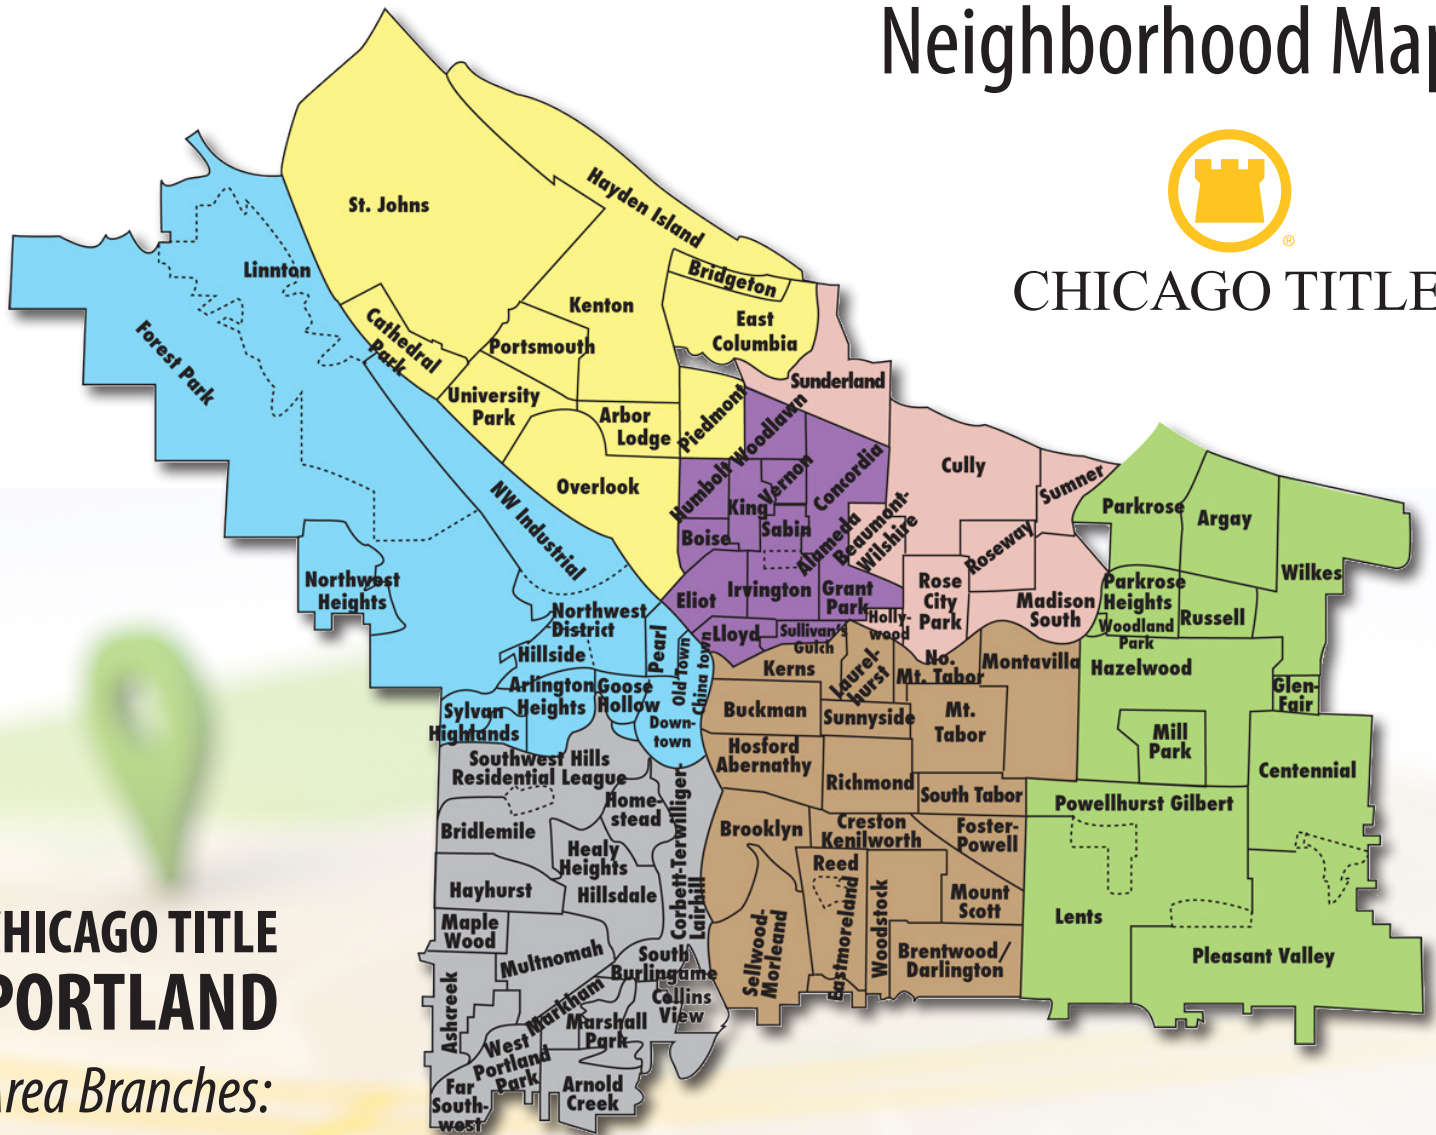 Neighborhood Map
®
CHICAGO TITLE
St. Johns
Hayden Island
Linnton
Bridgeton
Kenton
East
Columbia
Cathedral
Park
Forest Park
Portsmouth
Sunderland
University
Park
Arbor
Lodge
Piedmont
Woodlawn
Overlook
Humbolt
King
Vernon
Concordia
Cully
Sumner
NW Industrial
Boise
Sabin
Alameda
Beaumont-
Wilshire
Roseway
Parkrose
Argay
Wilkes
Northwest
Heights
Eliot
Irvington
Grant
Park
Rose
City
Park
Madison
South
Parkrose
Heights
Woodland
Park
Russell
Northwest
District
Pearl
Old Town
China town
Lloyd
Sullivan's
Gulch
Holly-
wood
Hillside
Kerns
Laurel-
hurst
No.
Mt. Tabor
Montavilla
Hazelwood
Glen-
Fair
Arlington
Heights
Goose
Hollow
Sylvan
Highlands
Down-
town
Buckman
Sunnyside
Mt.
Tabor
Mill
Park
Southwest Hills
Residential League
Hosford
Abernathy
Richmond
South Tabor
Centennial
Powellhurst Gilbert
Home-
stead
Corbett-Terwilliger-
Lairhill
Bridlemile
Brooklyn
Creston
Kenilworth
Foster-
Powell
Healy
Heights
Reed
Hayhurst
Hillsdale
Eastmoreland
Woodstock
Mount
Scott
Lents
CHICAGO TITLE
PORTLAND
Area Branches:
Maple
Wood
Multnomah
South
Burlingame
Sellwood-
Morleand
Brentwood/
Darlington
Pleasant Valley
Ashcreek
Markham
Collins
View
Marshall
Park
West
Portland
Park
Far
South-
west
Arnold
Creek